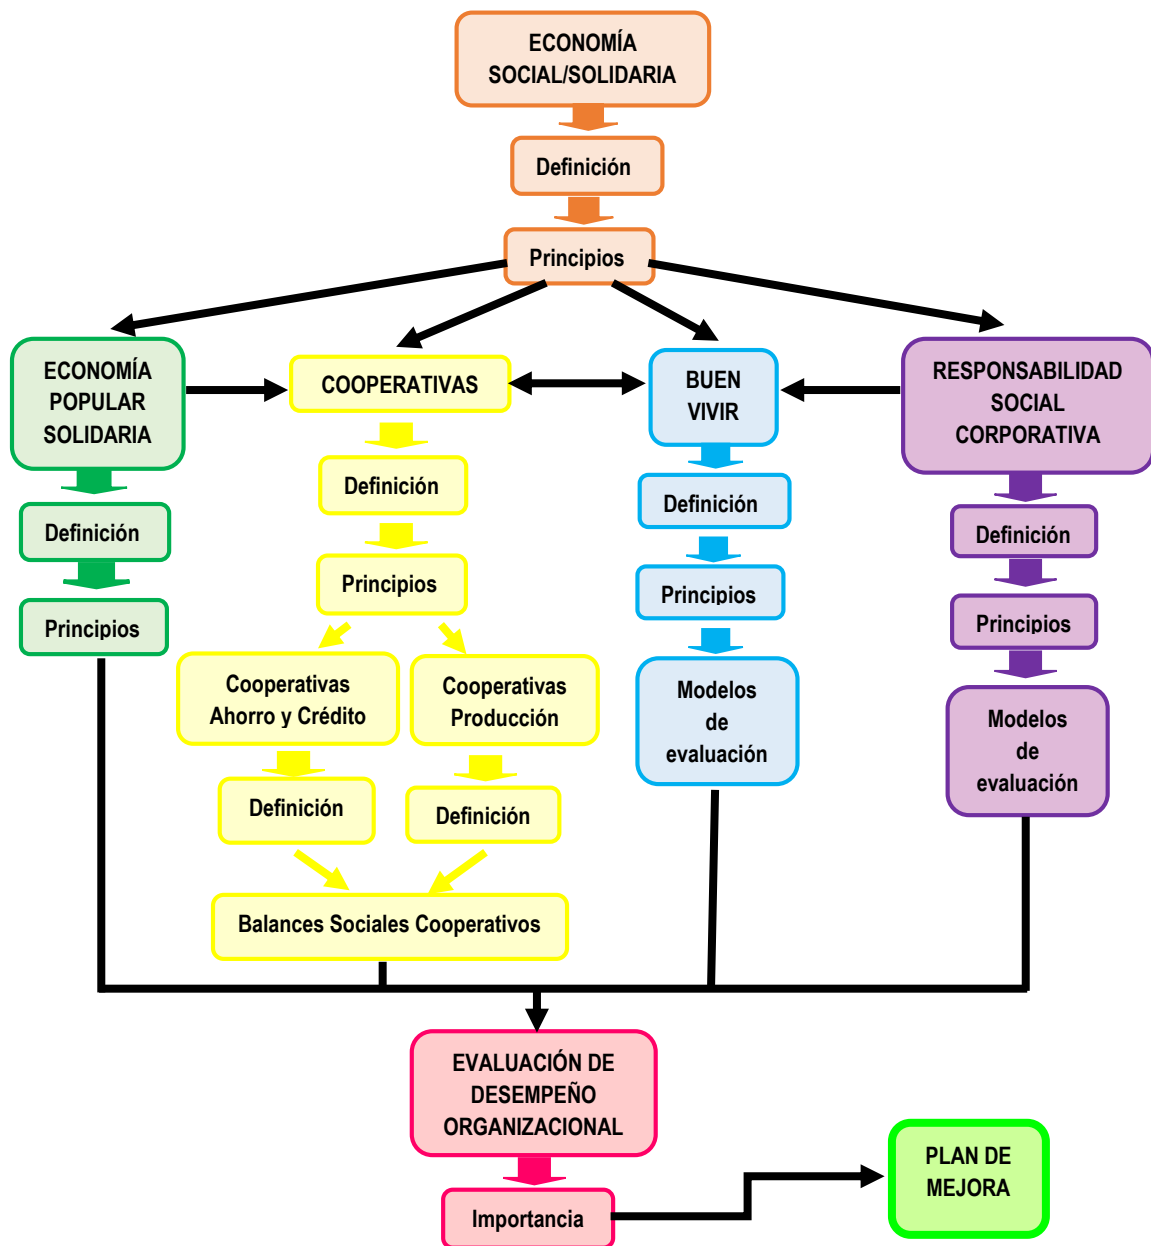 ECONOMÍA
SOCIAL/SOLIDARIA
Definición
Principios
ECONOMÍA
POPULAR
SOLIDARIA
Definición
Principios
COOPERATIVAS
Definición
Principios
Cooperativas
Ahorro y Crédito
Definición
Cooperativas
Producción
Definición
Balances Sociales Cooperativos
BUEN
VIVIR
Definición
Principios
Modelos
de
evaluación
RESPONSABILIDAD
SOCIAL
CORPORATIVA
Definición
Principios
Modelos
de
evaluación
EVALUACIÓN DE
DESEMPEÑO
ORGANIZACIONAL
Importancia
PLAN DE
MEJORA